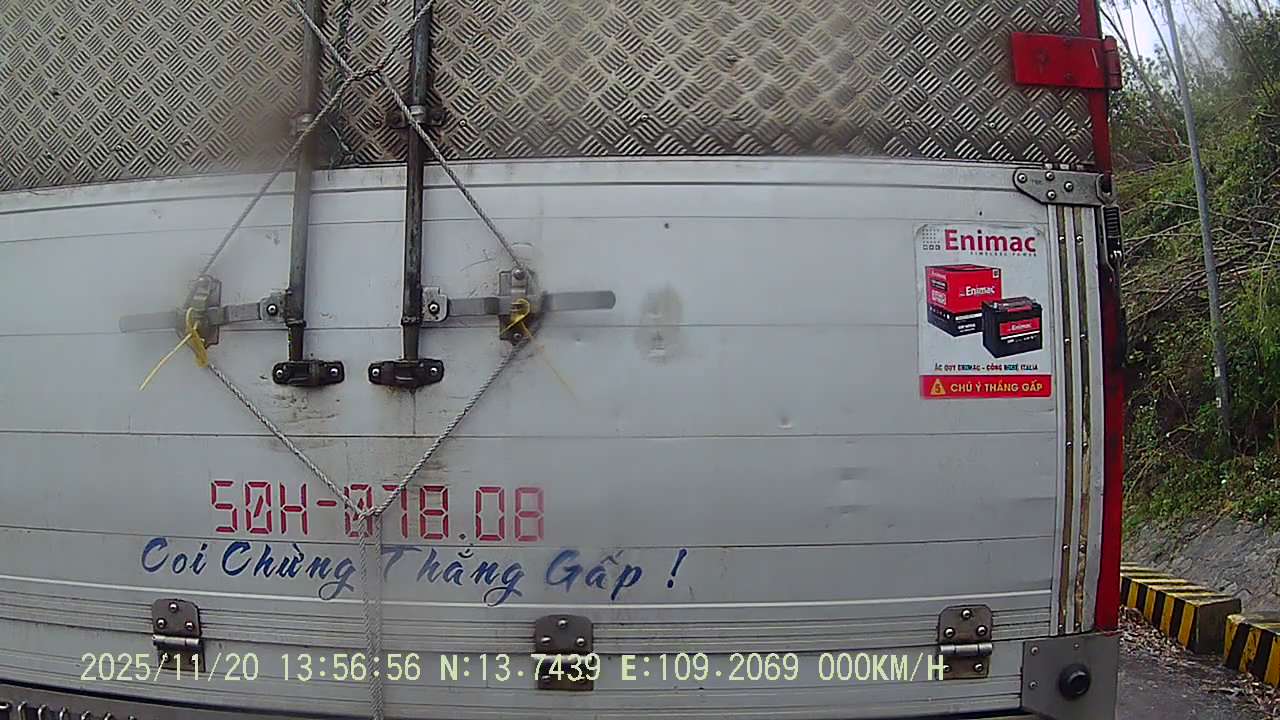 Enimac
TIMELESS POWER
Enimac
Enimac
ẮC QUY ENIMAC - CÔNG NGHỆ ITALIA
CHÚ Ý THẮNG GẤP
50H-078.08
Coi Chừng Thắng Gấp !
2025/11/20 13:56:56 N:13.7439 E:109.2069 000KM/H